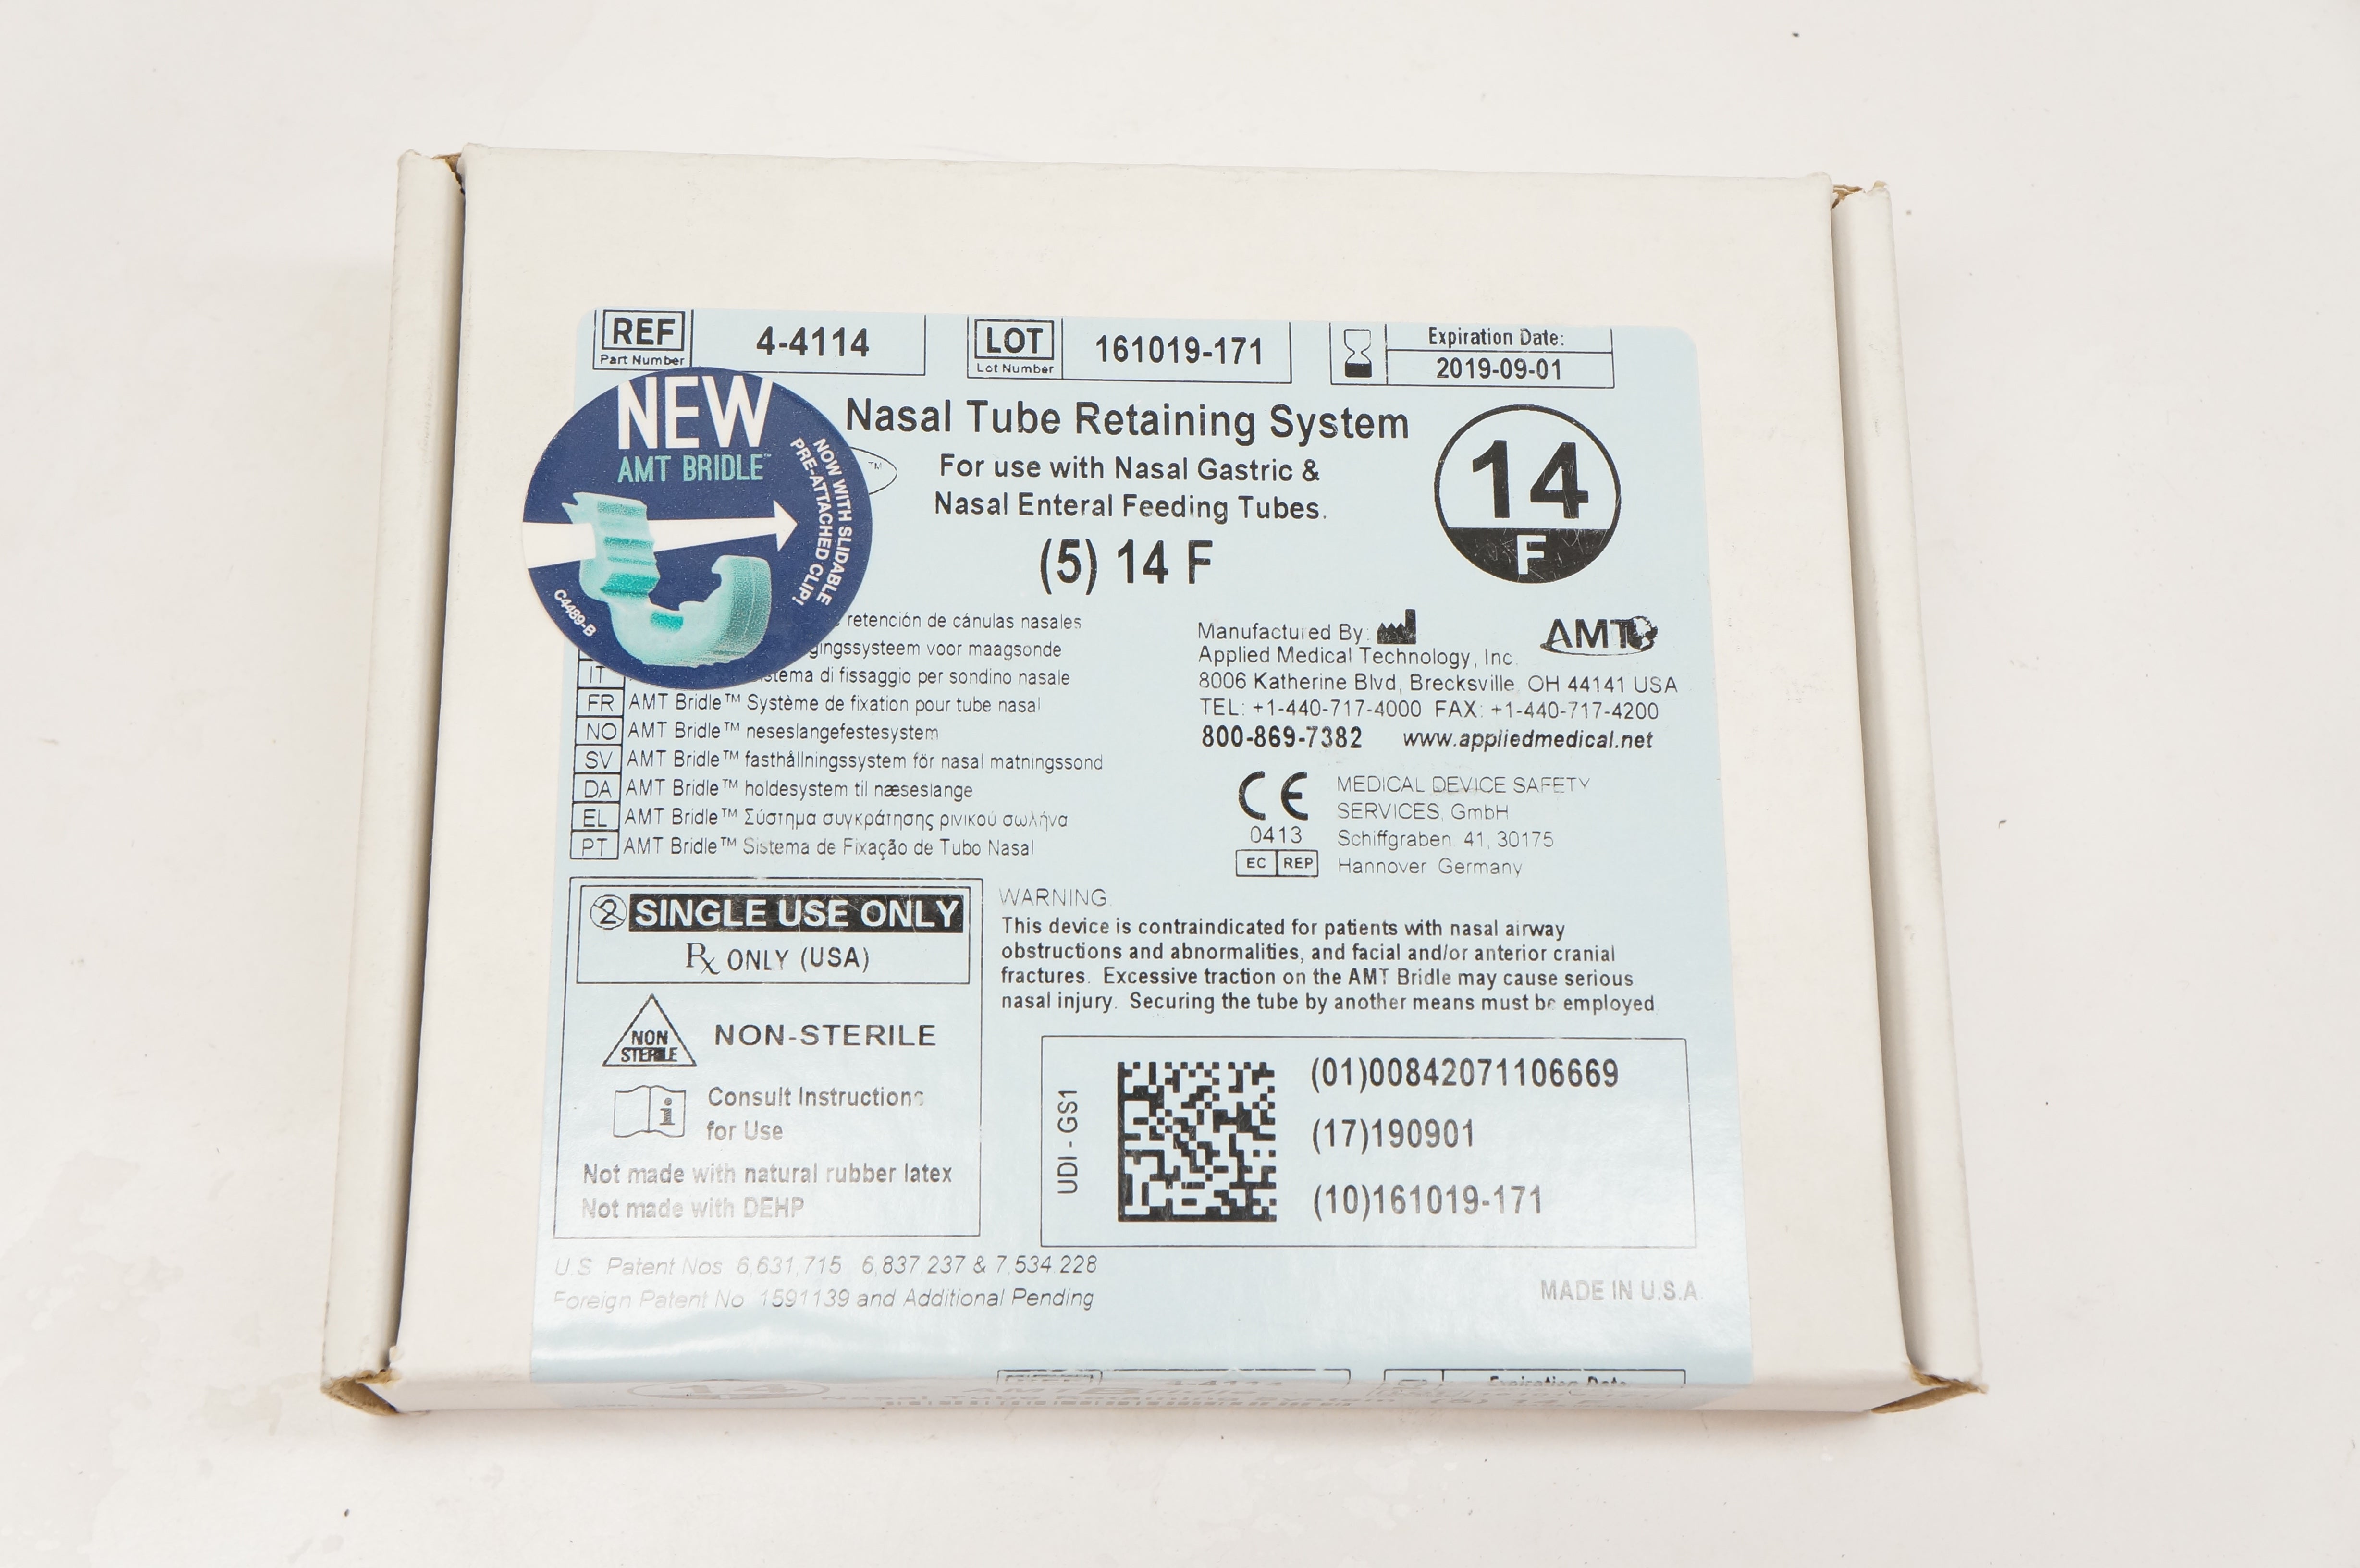 REF
Part Number
4-4114
LOT
Lot Number
161019-171
Expiration Date:
2019-09-01
NEW
AMT BRIDLE™
NOW WITH SLIDABLE
PRE-ATTACHED CLIP!
C4489-B
TM
Nasal Tube Retaining System
For use with Nasal Gastric &
Nasal Enteral Feeding Tubes.
(5) 14 F
14
F
retención de cánulas nasales
gingssysteem voor maagsonde
IT stema di fissaggio per sondino nasale
FR AMT Bridle™ Système de fixation pour tube nasal
NO AMT Bridle™ neseslangefestesystem
SV AMT Bridle™ fasthållningssystem för nasal matningssond
DA AMT Bridle™ holdesystem til næseslange
EL AMT Bridle™ Σύστημα συγκράτησης ρινικού σωλήνα
PT AMT Bridle™ Sistema de Fixação de Tubo Nasal
Manufactured By:
AMT
Applied Medical Technology, Inc.
8006 Katherine Blvd, Brecksville, OH 44141 USA
TEL: +1-440-717-4000 FAX: +1-440-717-4200
800-869-7382 www.appliedmedical.net
CE
0413
EC REP
MEDICAL DEVICE SAFETY
SERVICES, GmbH
Schiffgraben 41, 30175
Hannover Germany
2 SINGLE USE ONLY
Rx ONLY (USA)
NON
STERILE
NON-STERILE
Consult Instructions
for Use
Not made with natural rubber latex
Not made with DEHP
WARNING
This device is contraindicated for patients with nasal airway
obstructions and abnormalities, and facial and/or anterior cranial
fractures. Excessive traction on the AMT Bridle may cause serious
nasal injury. Securing the tube by another means must be employed
UDI - GS1
(01)00842071106669
(17)190901
(10)161019-171
U.S. Patent Nos. 6,631,715 6,837,237 & 7,534,228
Foreign Patent No. 1591139 and Additional Pending
MADE IN U.S.A.
Expiration Date